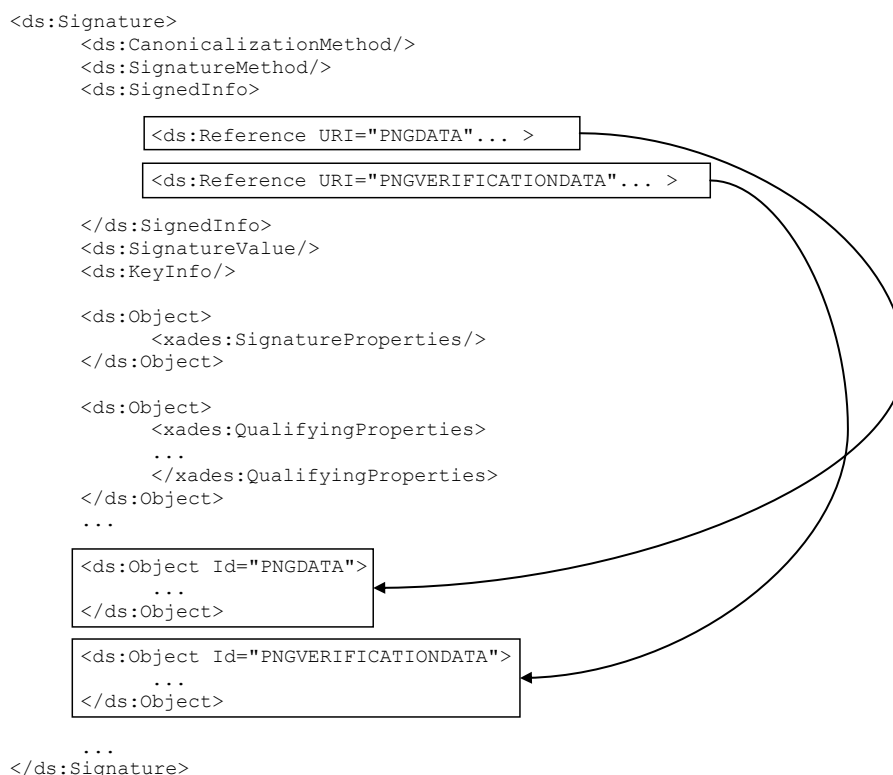 <ds:Signature>
<ds:CanonicalizationMethod/>
<ds:SignatureMethod/>
<ds:SignedInfo>
<ds:Reference URI="PNGDATA"... >
<ds:Reference URI="PNGVERIFICATIONDATA"... >
</ds:SignedInfo>
<ds:SignatureValue/>
<ds:KeyInfo/>
<ds:Object>
<xades:SignatureProperties/>
</ds:Object>
<ds:Object>
<xades:QualifyingProperties>
...
</xades:QualifyingProperties>
</ds:Object>
...
<ds:Object Id="PNGDATA">
...
</ds:Object>
<ds:Object Id="PNGVERIFICATIONDATA">
...
</ds:Object>
...
</ds:Signature>